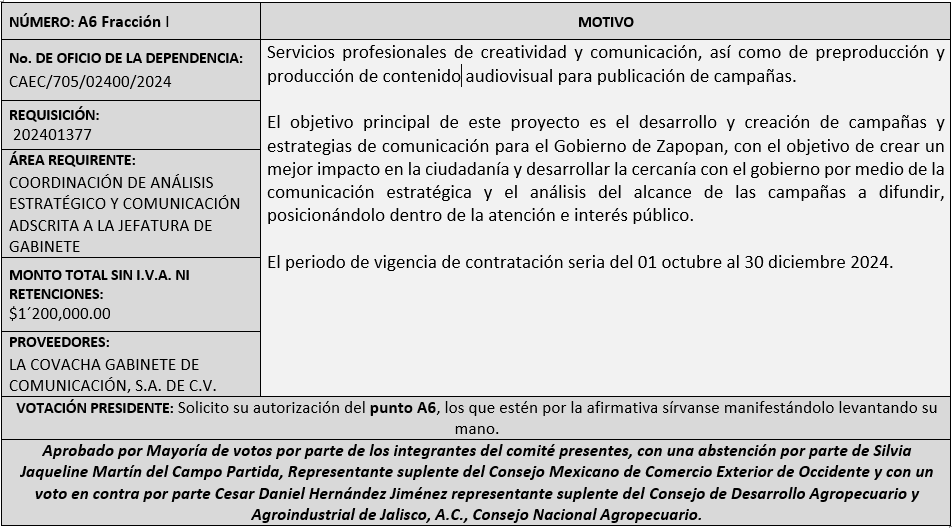 NÚMERO: A6 Fracción I
MOTIVO
No. DE OFICIO DE LA DEPENDENCIA:
CAEC/705/02400/2024
REQUISICIÓN:
202401377
ÁREA REQUIRENTE:
COORDINACIÓN DE ANÁLISIS
ESTRATÉGICO Y COMUNICACIÓN
ADSCRITA A LA JEFATURA DE
GABINETE
MONTO TOTAL SIN I.V.A. NI
RETENCIONES:
$1´200,000.00
PROVEEDORES:
LA COVACHA GABINETE DE
COMUNICACIÓN, S.A. DE C.V.
Servicios profesionales de creatividad y comunicación, así como de preproducción y
producción de contenido audiovisual para publicación de campañas.
El objetivo principal de este proyecto es el desarrollo y creación de campañas y
estrategias de comunicación para el Gobierno de Zapopan, con el objetivo de crear un
mejor impacto en la ciudadanía y desarrollar la cercanía con el gobierno por medio de la
comunicación estratégica y el análisis del alcance de las campañas a difundir,
posicionándolo dentro de la atención e interés público.
El periodo de vigencia de contratación seria del 01 octubre al 30 diciembre 2024.
VOTACIÓN PRESIDENTE: Solicito su autorización del punto A6, los que estén por la afirmativa sírvanse manifestándolo levantando su
mano.
Aprobado por Mayoría de votos por parte de los integrantes del comité presentes, con una abstención por parte de Silvia
Jaqueline Martín del Campo Partida, Representante suplente del Consejo Mexicano de Comercio Exterior de Occidente y con un
voto en contra por parte Cesar Daniel Hernández Jiménez representante suplente del Consejo de Desarrollo Agropecuario y
Agroindustrial de Jalisco, A.C., Consejo Nacional Agropecuario.